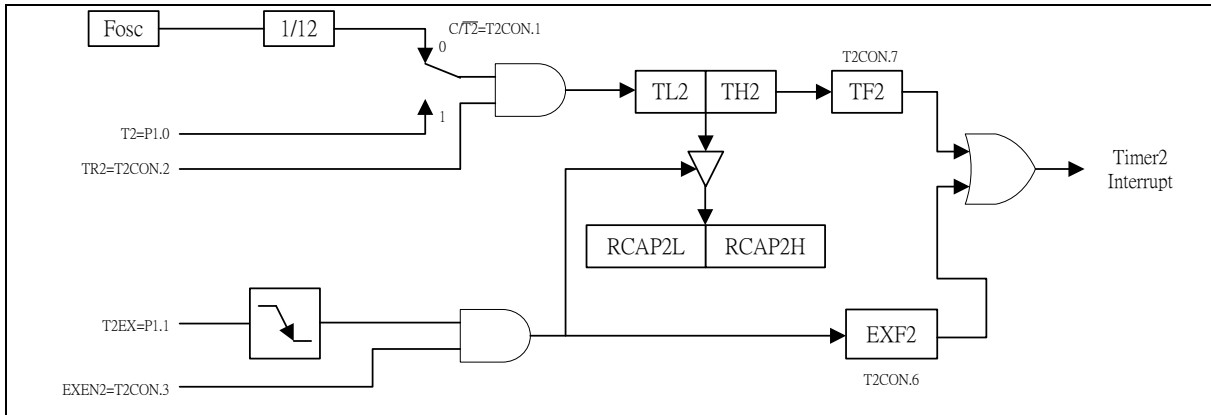 Fosc
1/12
C/T2=T2CON.1
0
1
T2=P1.0
TR2=T2CON.2
TL2
TH2
T2CON.7
TF2
Timer2
Interrupt
RCAP2L
RCAP2H
T2EX=P1.1
EXEN2=T2CON.3
EXF2
T2CON.6